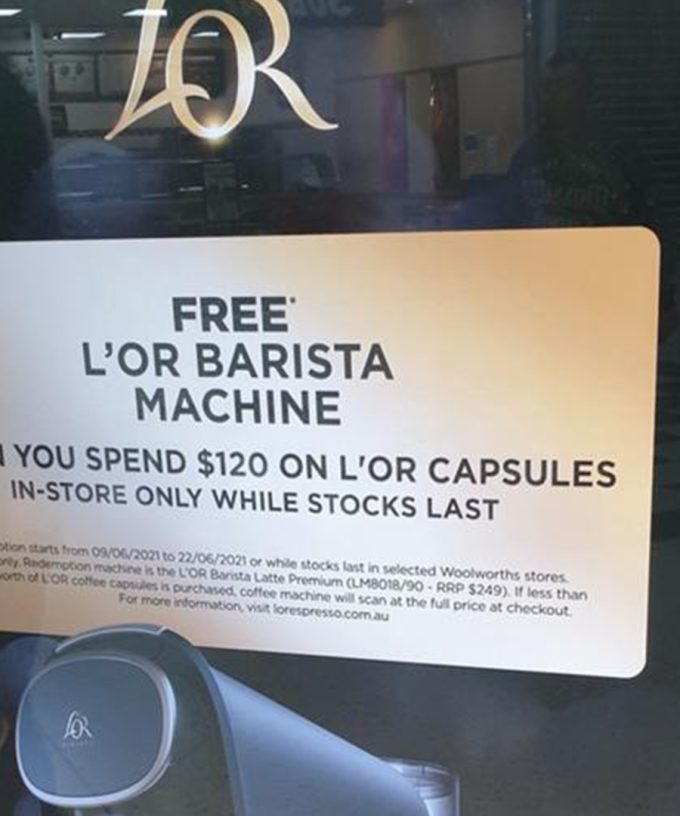 L'OR
FREE*
L'OR BARISTA
MACHINE
YOU SPEND $120 ON L'OR CAPSULES
IN-STORE ONLY WHILE STOCKS LAST
starts from 09/06/2021 to 22/06/2021 or while stocks last in selected Woolworths stores.
only. Redemption machine is the L'OR Barista Latte Premium (LM8018/90 - RRP $249). If less than
of L'OR coffee capsules is purchased, coffee machine will scan at the full price at checkout.
For more information, visit lorespresso.com.au
L'OR